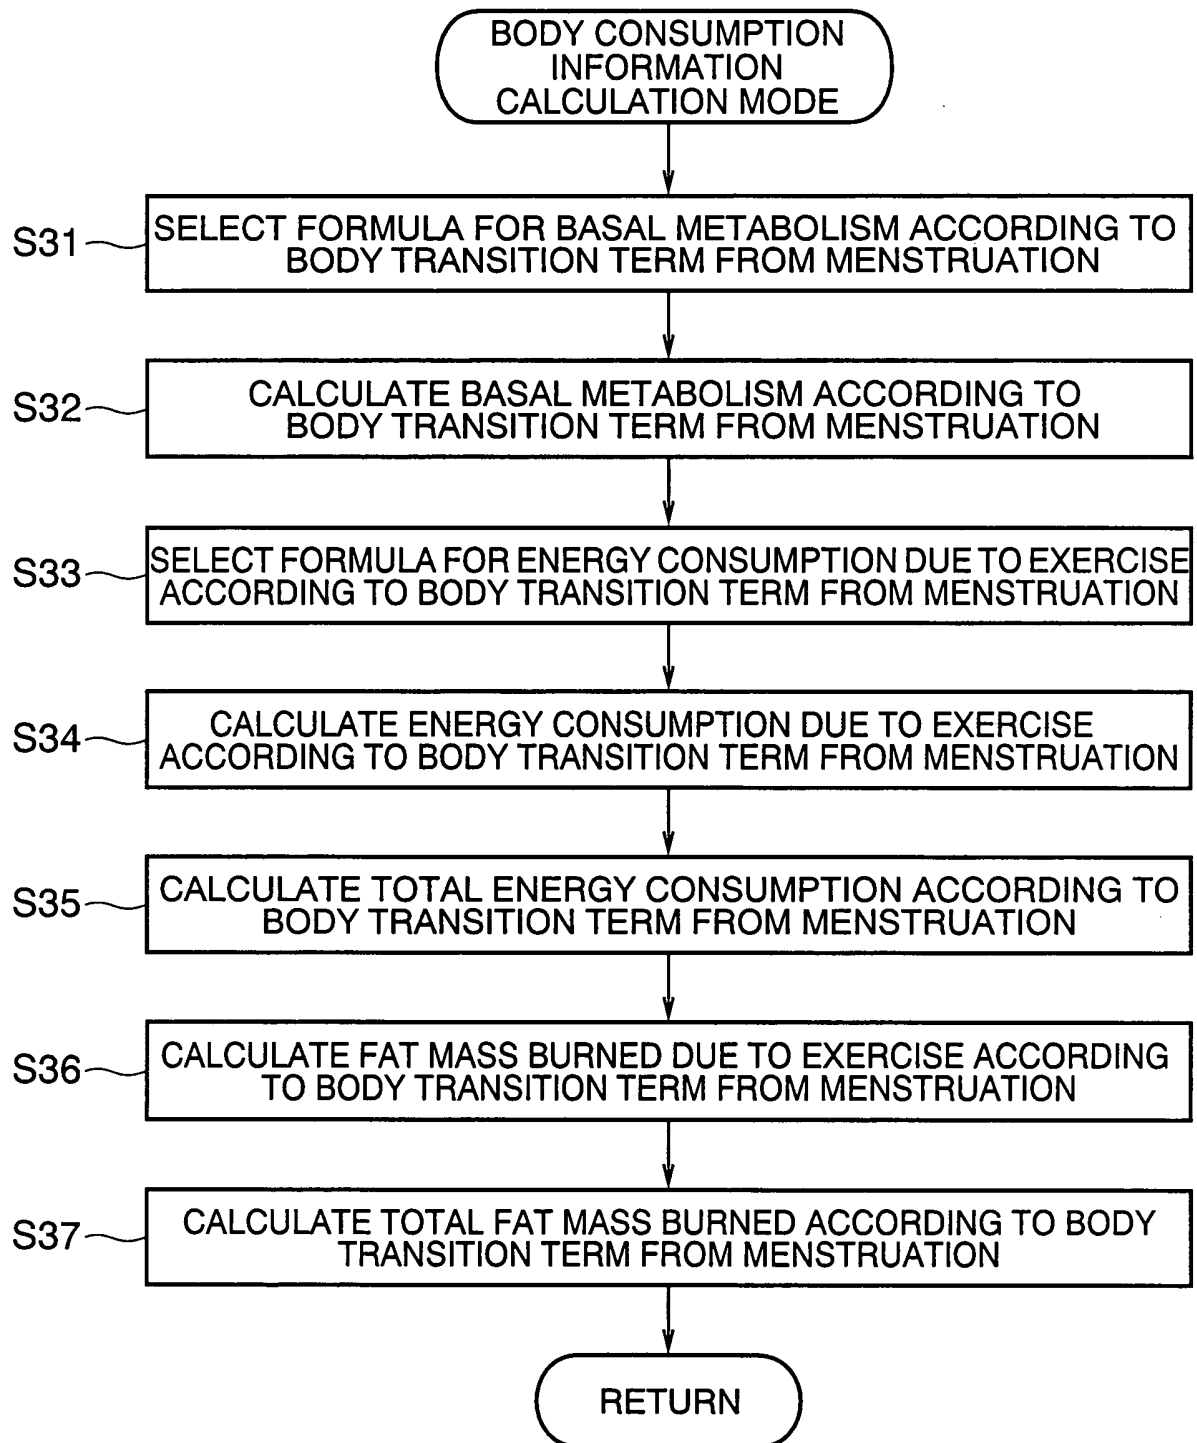 BODY CONSUMPTION
INFORMATION
CALCULATION MODE
S31
SELECT FORMULA FOR BASAL METABOLISM ACCORDING TO
BODY TRANSITION TERM FROM MENSTRUATION
S32
CALCULATE BASAL METABOLISM ACCORDING TO
BODY TRANSITION TERM FROM MENSTRUATION
S33
SELECT FORMULA FOR ENERGY CONSUMPTION DUE TO EXERCISE
ACCORDING TO BODY TRANSITION TERM FROM MENSTRUATION
S34
CALCULATE ENERGY CONSUMPTION DUE TO EXERCISE
ACCORDING TO BODY TRANSITION TERM FROM MENSTRUATION
S35
CALCULATE TOTAL ENERGY CONSUMPTION ACCORDING TO
BODY TRANSITION TERM FROM MENSTRUATION
S36
CALCULATE FAT MASS BURNED DUE TO EXERCISE ACCORDING
TO BODY TRANSITION TERM FROM MENSTRUATION
S37
CALCULATE TOTAL FAT MASS BURNED ACCORDING TO BODY
TRANSITION TERM FROM MENSTRUATION
RETURN